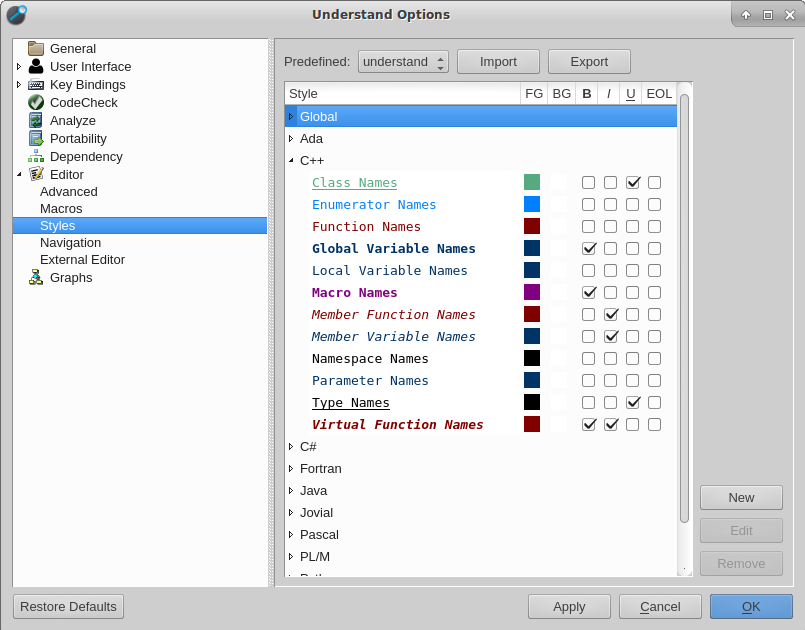 Understand Options
General
User Interface
Key Bindings
CodeCheck
Analyze
Portability
Dependency
Editor
Advanced
Macros
Styles
Navigation
External Editor
Graphs
Predefined: understand Import Export
Style FG BG B I U EOL
Global
Ada
C++
Class Names
Enumerator Names
Function Names
Global Variable Names
Local Variable Names
Macro Names
Member Function Names
Member Variable Names
Namespace Names
Parameter Names
Type Names
Virtual Function Names
C#
Fortran
Java
Jovial
Pascal
PL/M
New
Edit
Remove
Restore Defaults Apply Cancel OK